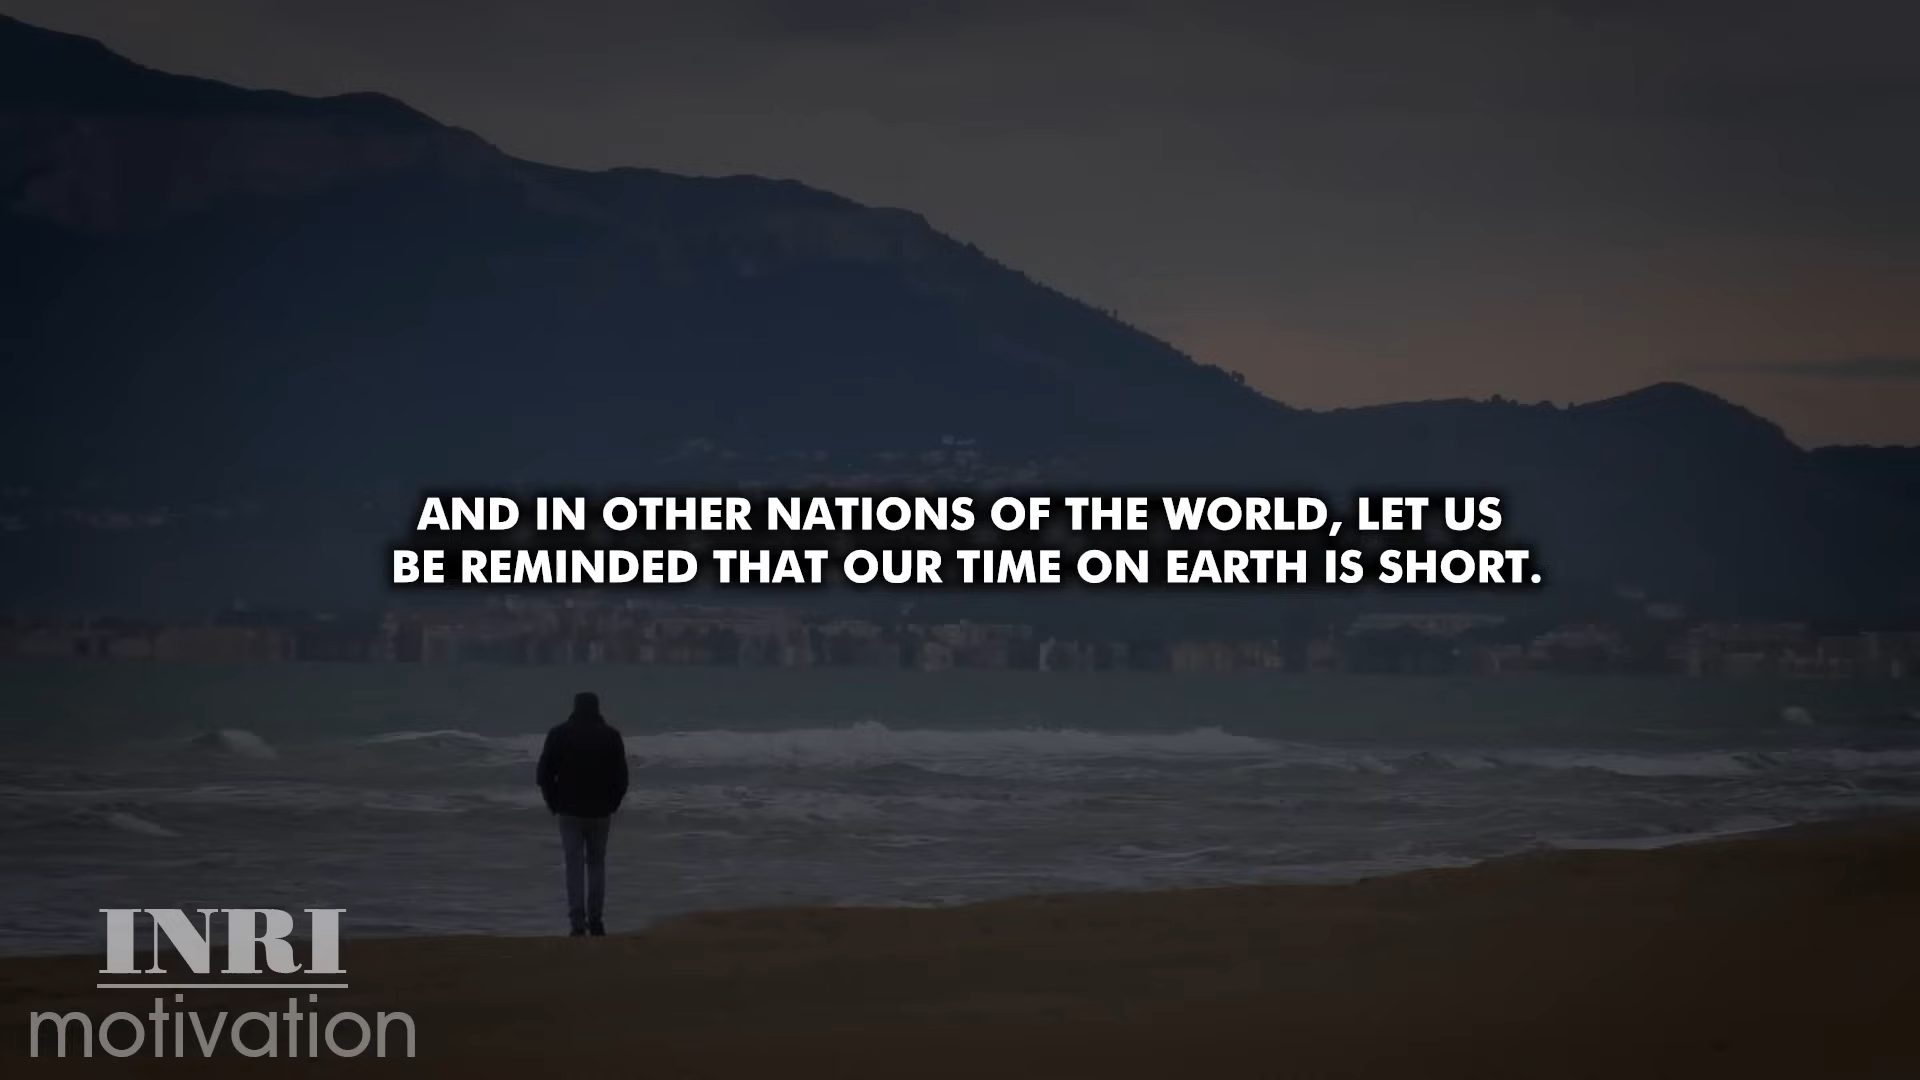 AND IN OTHER NATIONS OF THE WORLD, LET US
BE REMINDED THAT OUR TIME ON EARTH IS SHORT.
INRI
motivation